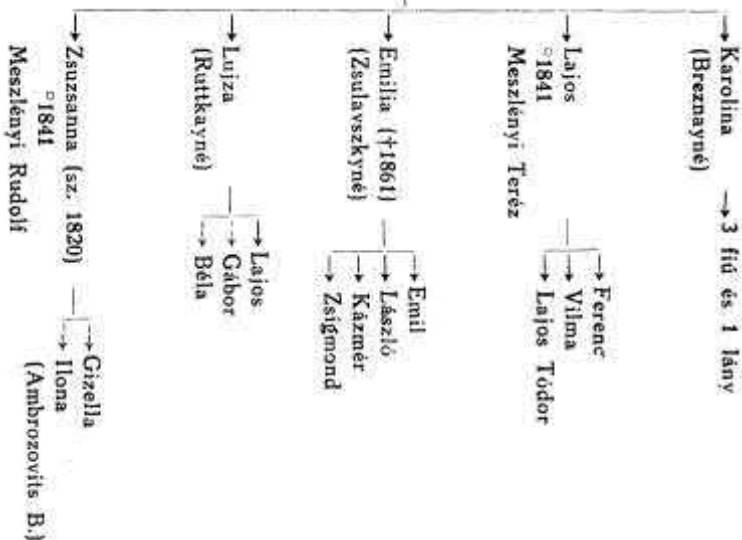 Karolina
(Breznayné)
3 fiú és 1 lány
Lajos
○1841
Meszlényi Teréz
Ferenc
Vilma
Lajos Tódor
Emilia (†1861)
(Zsulavszkyné)
Emil
László
Kázmér
Zsigmond
Lujza
(Ruttkayné)
Lajos
Gábor
Béla
Zsuzsanna (sz. 1820)
○1841
Meszlényi Rudolf
Gizella
Ilona
(Ambrozovits B.)